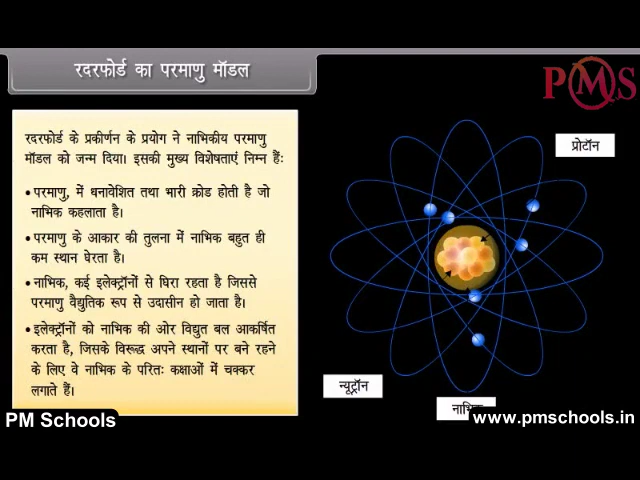 रदरफोर्ड का परमाणु मॉडल
PMS
रदरफोर्ड के प्रकीर्णन के प्रयोग ने नाभिकीय परमाणु
मॉडल को जन्म दिया। इसकी मुख्य विशेषताएं निम्न हैं:
• परमाणु, में धनावेशित तथा भारी क्रोड होती है जो
नाभिक कहलाता है।
• परमाणु के आकार की तुलना में नाभिक बहुत ही
कम स्थान घेरता है।
• नाभिक, कई इलेक्ट्रॉनों से घिरा रहता है जिससे
परमाणु वैद्युतिक रूप से उदासीन हो जाता है।
• इलेक्ट्रॉनों को नाभिक की ओर विद्युत बल आकर्षित
करता है, जिसके विरूद्ध अपने स्थानों पर बने रहने
के लिए वे नाभिक के परितः कक्षाओं में चक्कर
लगाते हैं।
प्रोटॉन
न्यूट्रॉन
PM Schools
www.pmschools.in